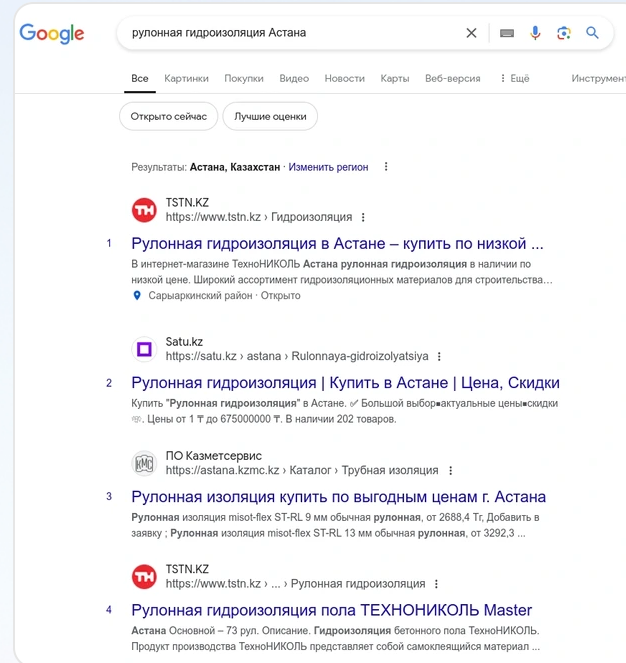 Google
рулонная гидроизоляция Астана
Все Картинки Покупки Видео Новости Карты Веб-версия Ещё Инструмен
Открыто сейчас Лучшие оценки
Результаты: Астана, Казахстан · Изменить регион
TSTN.KZ
https://www.tstn.kz › Гидроизоляция
1 Рулонная гидроизоляция в Астане – купить по низкой ...
В интернет-магазине ТехноНИКОЛЬ Астана рулонная гидроизоляция в наличии по
низкой цене. Широкий ассортимент гидроизоляционных материалов для строительства...
Сарыаркинский район · Открыто
Satu.kz
https://satu.kz › astana › Rulonnaya-gidroizolyatsiya
2 Рулонная гидроизоляция | Купить в Астане | Цена, Скидки
Купить "Рулонная гидроизоляция" в Астане. ✅ Большой выбор▪актуальные цены▪скидки
. Цены от 1 ₸ до 675000000 ₸. В наличии 202 товаров.
KMC
ПО Казметсервис
https://astana.kzmc.kz › Каталог › Трубная изоляция
3 Рулонная изоляция купить по выгодным ценам г. Астана
Рулонная изоляция misot-flex ST-RL 9 мм обычная рулонная, от 2688,4 Тг, Добавить в
заявку ; Рулонная изоляция misot-flex ST-RL 13 мм обычная рулонная, от 3292,3 ...
TSTN.KZ
https://www.tstn.kz › ... › Рулонная гидроизоляция
4 Рулонная гидроизоляция пола ТЕХНОНИКОЛЬ Master
Астана Основной – 73 рул. Описание. Гидроизоляция бетонного пола ТехноНИКОЛЬ.
Продукт производства ТехноНИКОЛЬ представляет собой самоклеящийся материал ...